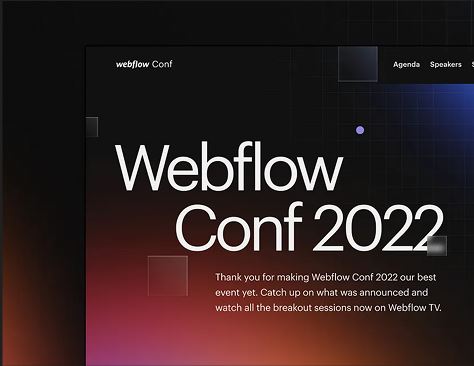 webflow Conf
Agenda Speakers
Webflow
Conf 2022
Thank you for making Webflow Conf 2022 our best
event yet. Catch up on what was announced and
watch all the breakout sessions now on Webflow TV.